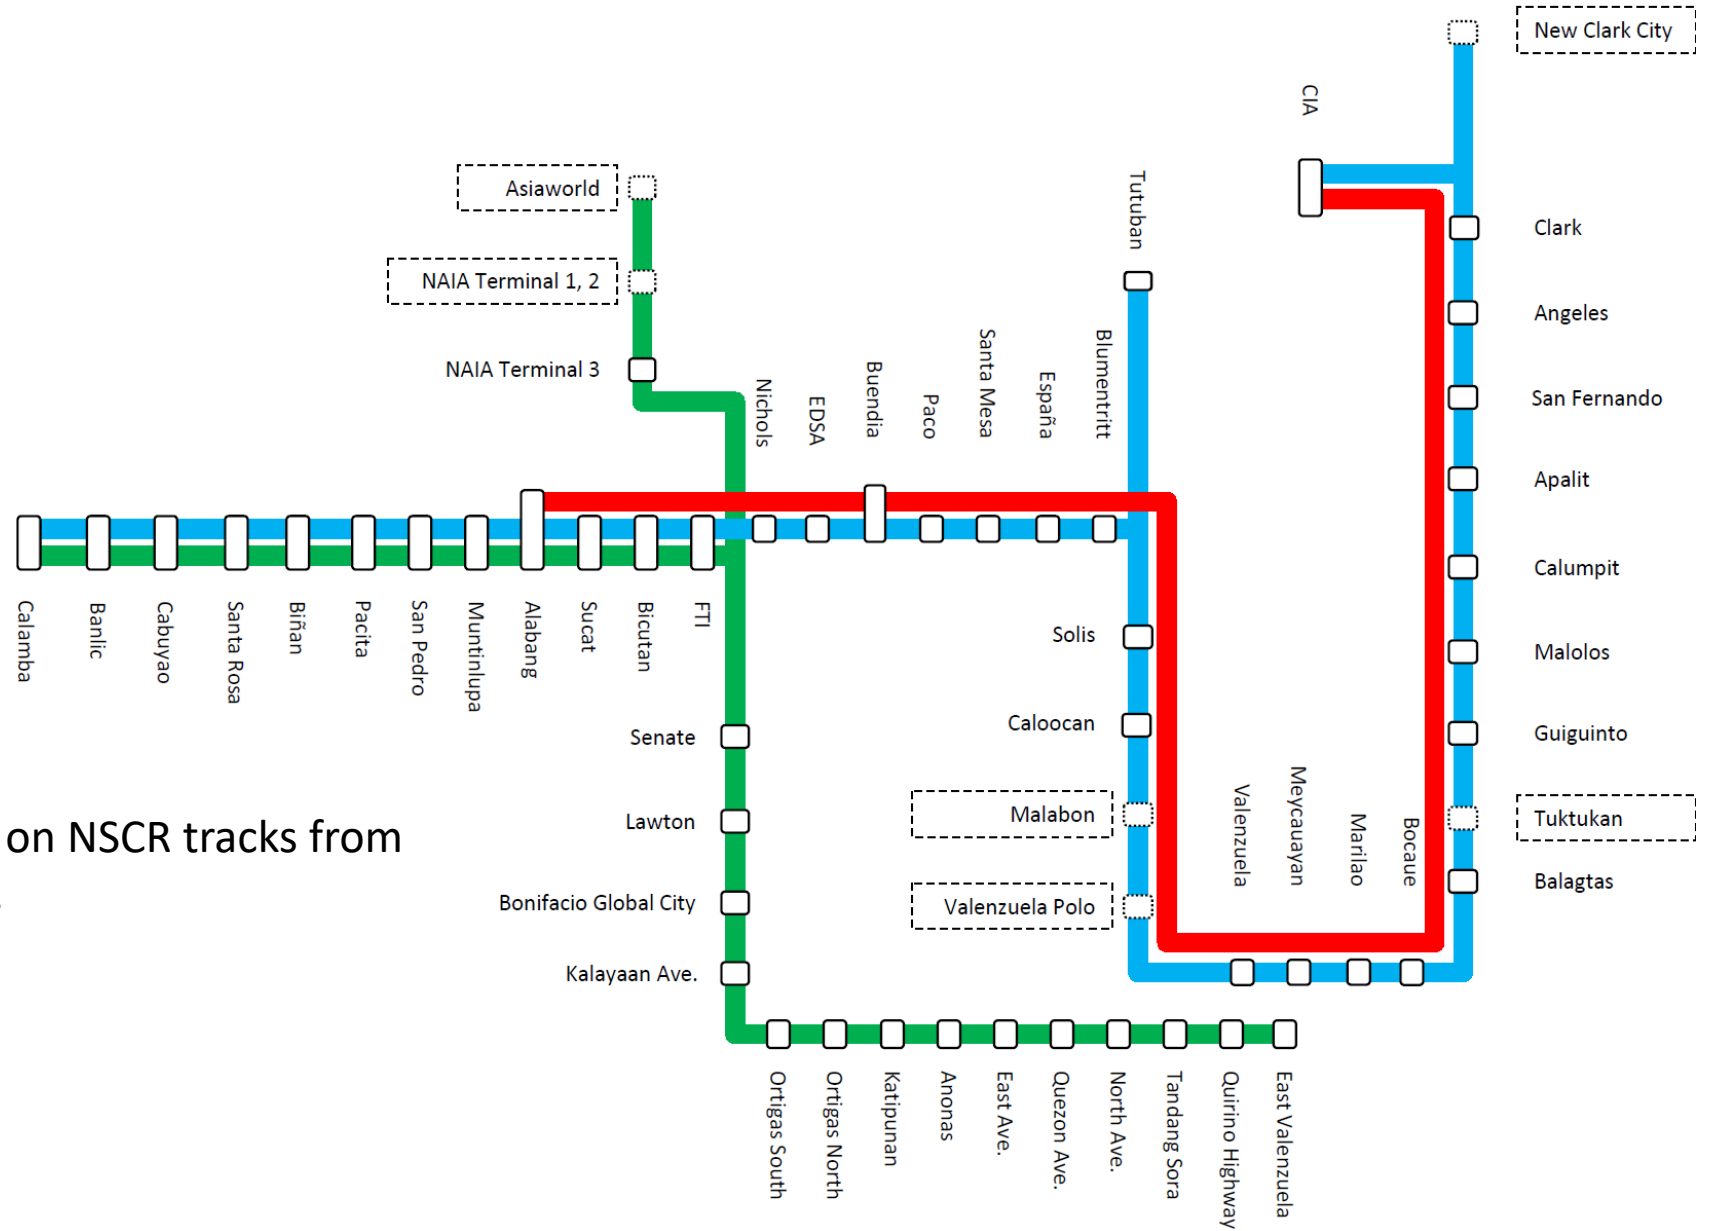 New Clark City
CIA
Asiaworld
Tutuban
Clark
NAIA Terminal 1, 2
Angeles
NAIA Terminal 3
Nichols
EDSA
Buendia
Paco
Santa Mesa
España
Blumentritt
San Fernando
Apalit
Calumpit
Calamba
Banlic
Cabuyao
Santa Rosa
Biñan
Pacita
San Pedro
Muntinlupa
Alabang
Sucat
Bicutan
FTI
Solis
Malolos
Senate
Caloocan
Guiguinto
Lawton
Malabon
Valenzuela
Meycauayan
Marilao
Bocaue
Tuktukan
on NSCR tracks from
Bonifacio Global City
Valenzuela Polo
Balagtas
Kalayaan Ave.
Ortigas South
Ortigas North
Katipunan
Anonas
East Ave.
Quezon Ave.
North Ave.
Tandang Sora
Quirino Highway
East Valenzuela